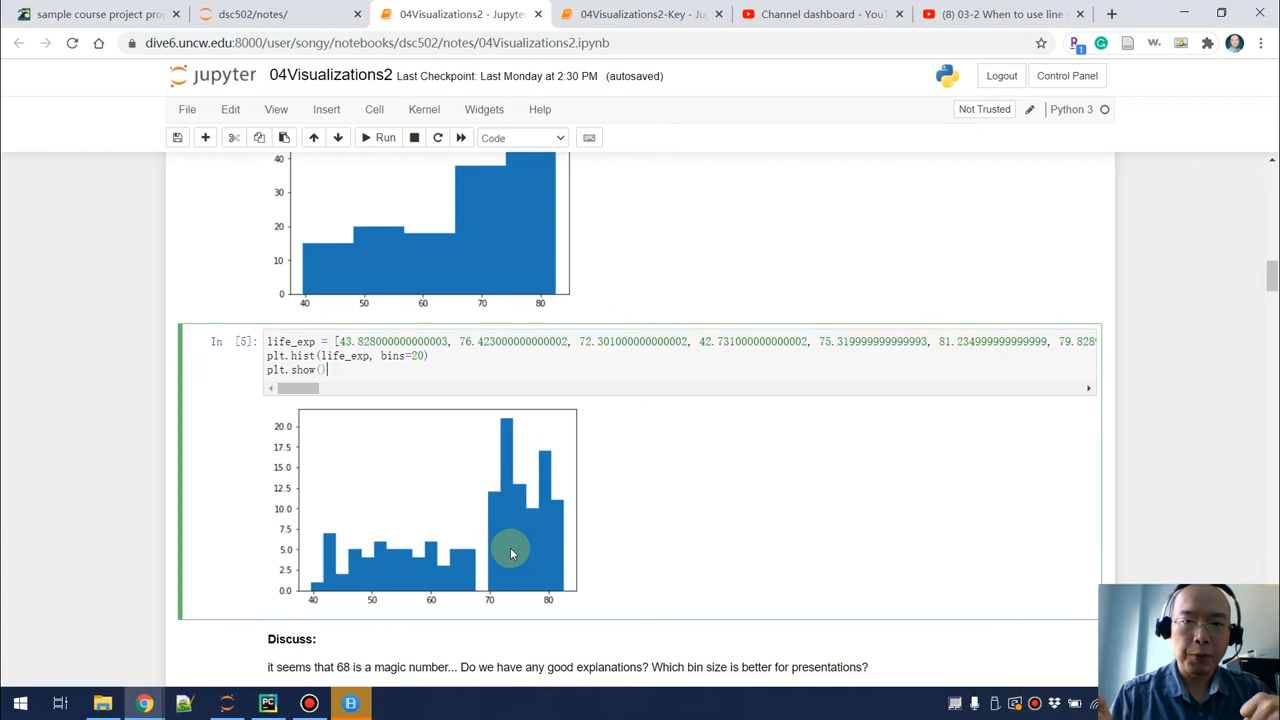 sample course project pro
dsc502/notes/
04Visualizations2 - Jupyter
04Visualizations2-Key - Ju
Channel dashboard - YouT
(8) 03-2 When to use line
dive6.uncw.edu:8000/user/songy/notebooks/dsc502/notes/04Visualizations2.ipynb
jupyter 04Visualizations2 Last Checkpoint: Last Monday at 2:30 PM (autosaved)
Logout
Control Panel
File Edit View Insert Cell Kernel Widgets Help
Not Trusted
Python 3
Run
Code
40
30
20
10
0
40 50 60 70 80
In [5]:
life_exp = [43.828000000000003, 76.423000000000002, 72.301000000000002, 42.731000000000002, 75.319999999999993, 81.234999999999999, 79.8289
plt.hist(life_exp, bins=20)
plt.show()
20.0
17.5
15.0
12.5
10.0
7.5
5.0
2.5
0.0
40 50 60 70 80
Discuss:
it seems that 68 is a magic number... Do we have any good explanations? Which bin size is better for presentations?